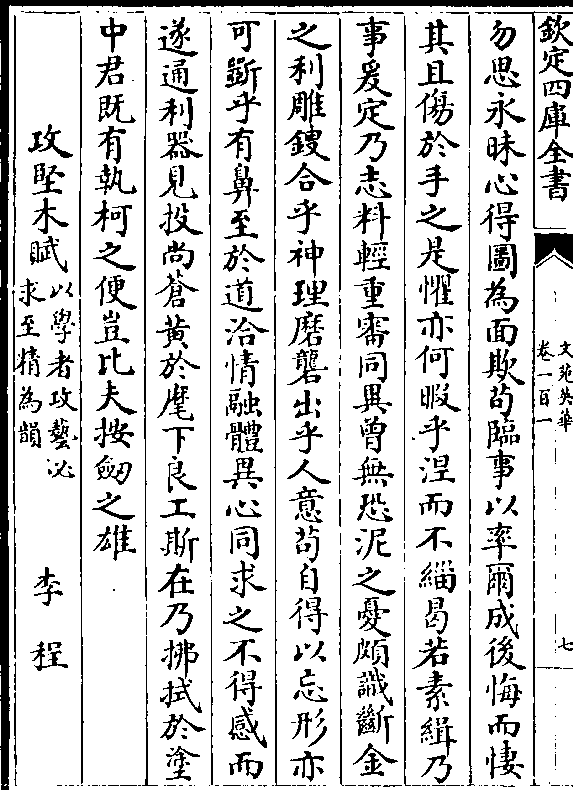 欽定四庫全書
文苑英華
卷一百一
七
勿思永昧心得圖為面欺茍臨事以率爾成後悔而悽
其且傷於手之是懼亦何暇乎涅而不緇曷若素緝乃
事爰定乃志料輕重審同異曾無恐泥之憂頗識斷金
之利雕鎪合乎神理磨礱出乎人意茍自得以忘形亦
可斷乎有鼻至於道洽情融體異心同求之不得感而
遂通利器見投尚蒼黄於麾下良工斯在乃拂拭於塗
中君既有執柯之便豈比夫按劒之雄
攻堅木賦以學者攻藝必
求至精為韻
李程